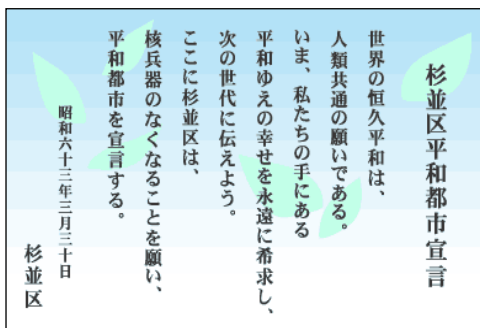 杉並区平和都市宣言
世界の恒久平和は、
人類共通の願いである。
いま、私たちの手にある
平和ゆえの幸せを永遠に希求し、
次の世代に伝えよう。
ここに杉並区は、
核兵器のなくなることを願い、
平和都市を宣言する。
昭和六十三年三月三十日
杉並区